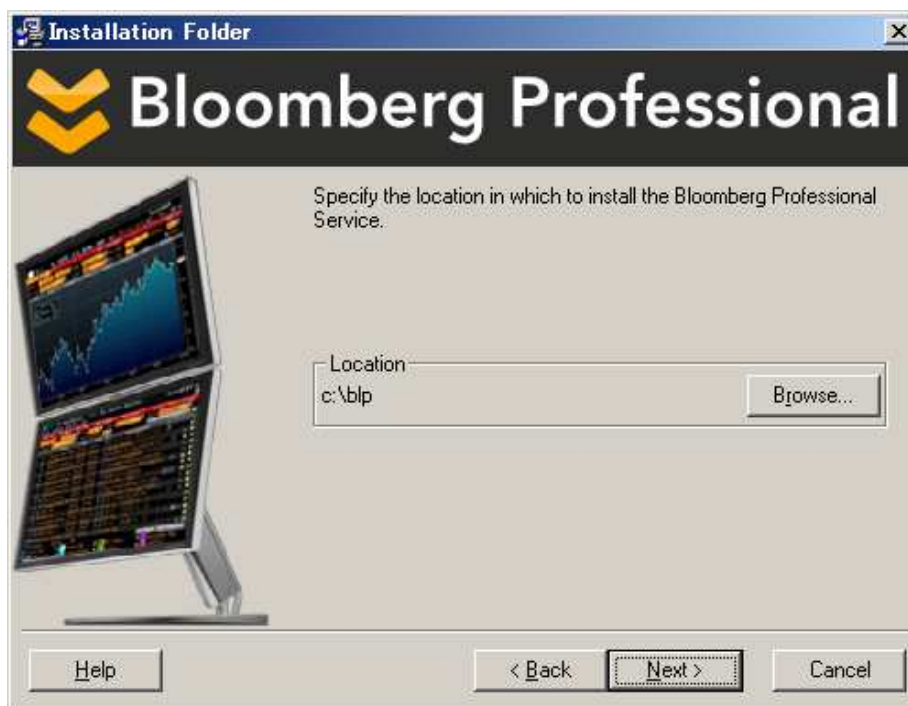 Installation Folder
Bloomberg Professional
Specify the location in which to install the Bloomberg Professional
Service.
Location
c:\blp
Browse...
Help
< Back
Next >
Cancel